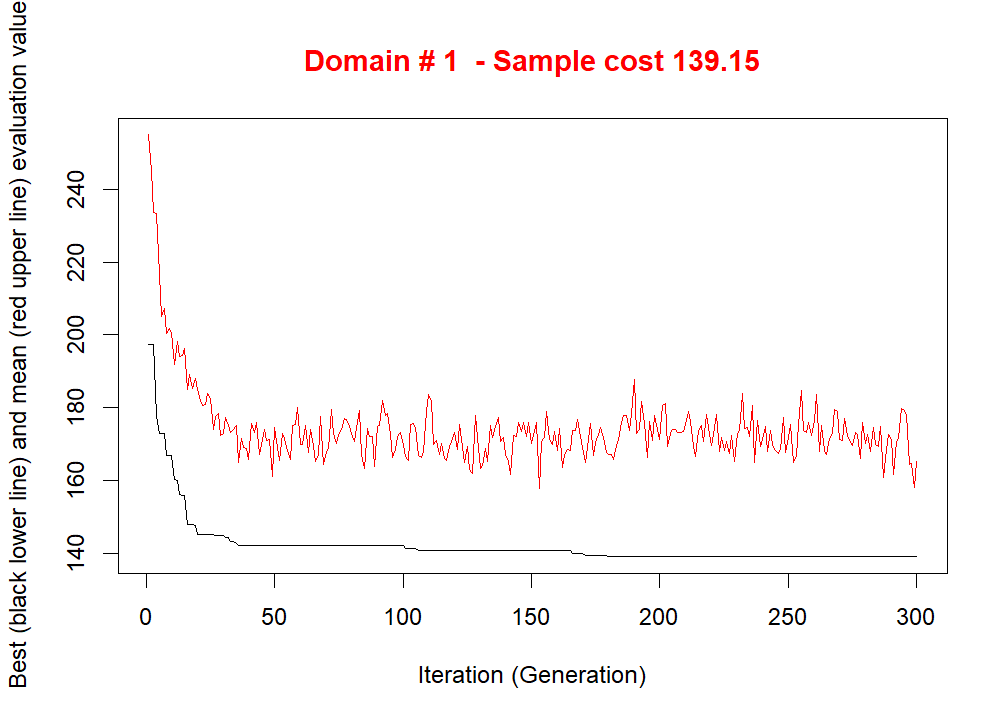 Domain # 1  - Sample cost 139.15
Best (black lower line) and mean (red upper line) evaluation value
240
220
200
180
160
140
0 50 100 150 200 250 300
Iteration (Generation)